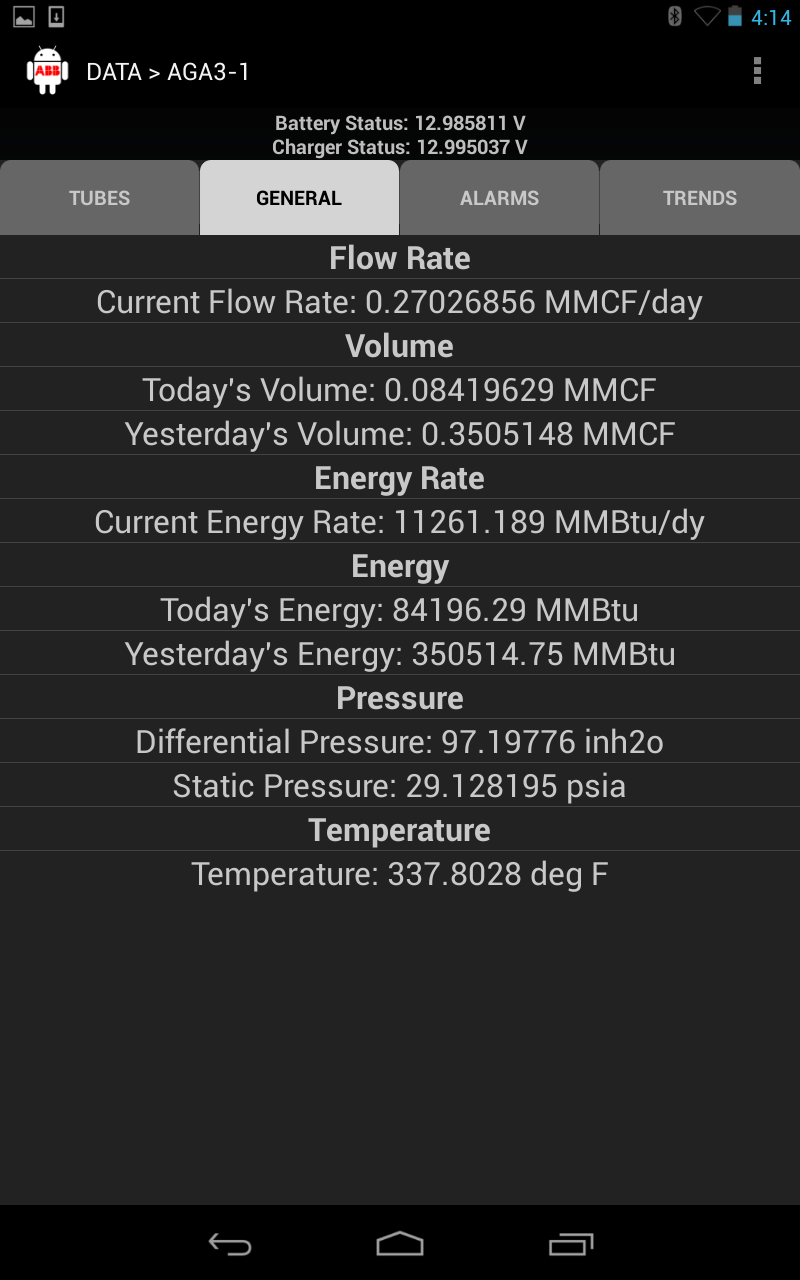 4:14
ABB
DATA > AGA3-1
Battery Status: 12.985811 V
Charger Status: 12.995037 V
TUBES
GENERAL
ALARMS
TRENDS
Flow Rate
Current Flow Rate: 0.27026856 MMCF/day
Volume
Today's Volume: 0.08419629 MMCF
Yesterday's Volume: 0.3505148 MMCF
Energy Rate
Current Energy Rate: 11261.189 MMBtu/dy
Energy
Today's Energy: 84196.29 MMBtu
Yesterday's Energy: 350514.75 MMBtu
Pressure
Differential Pressure: 97.19776 inh2o
Static Pressure: 29.128195 psia
Temperature
Temperature: 337.8028 deg F